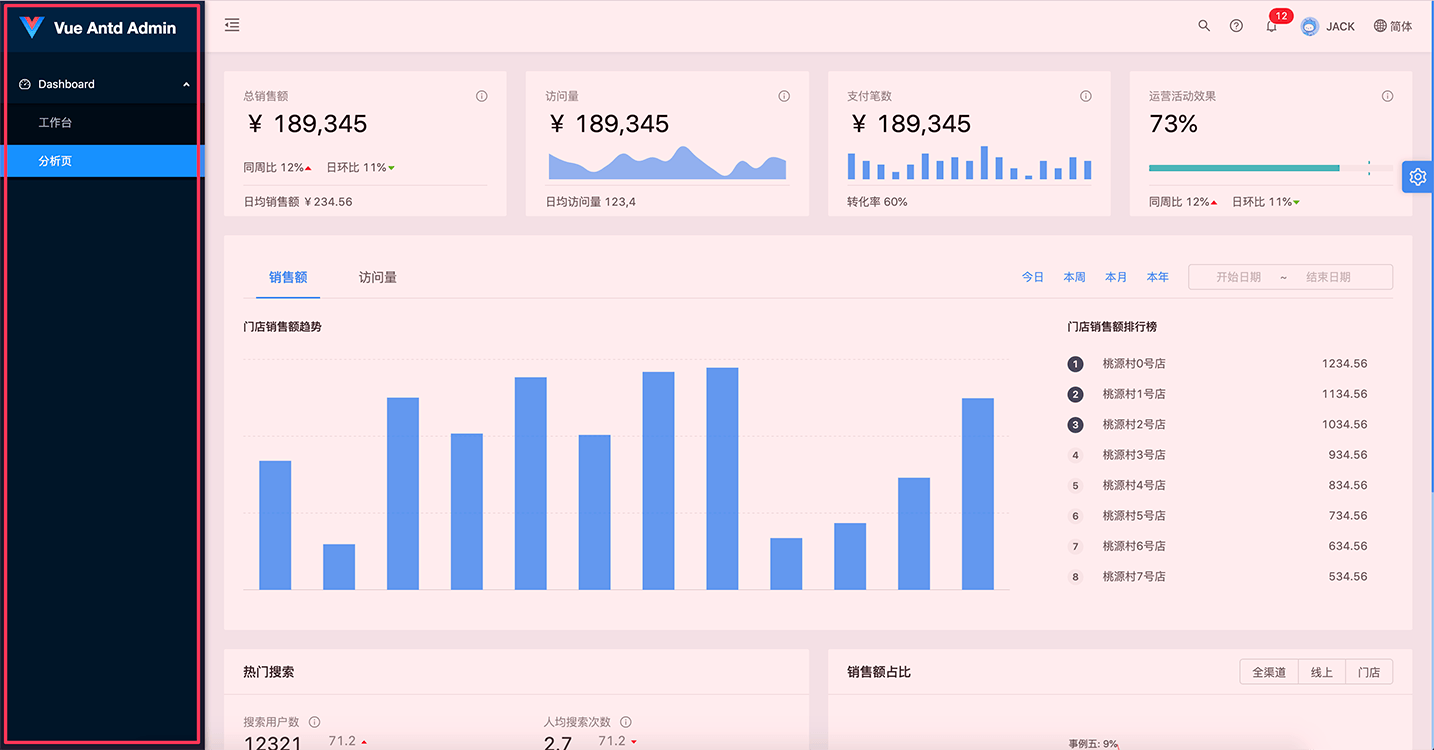 Vue Antd Admin
12
JACK
简体
Dashboard
工作台
分析页
总销售额
¥ 189,345
同周比 12%
日环比 11%
日均销售额 ¥234.56
访问量
¥ 189,345
日均访问量 123,4
支付笔数
¥ 189,345
转化率 60%
运营活动效果
73%
同周比 12%
日环比 11%
销售额
访问量
今日
本周
本月
本年
开始日期 ~ 结束日期
门店销售额趋势
门店销售额排行榜
1 桃源村0号店 1234.56
2 桃源村1号店 1134.56
3 桃源村2号店 1034.56
4 桃源村3号店 934.56
5 桃源村4号店 834.56
6 桃源村5号店 734.56
7 桃源村6号店 634.56
8 桃源村7号店 534.56
热门搜索
搜索用户数
12321 71.2
人均搜索次数
2.7 71.2
销售额占比
全渠道
线上
门店
事例五: 9%